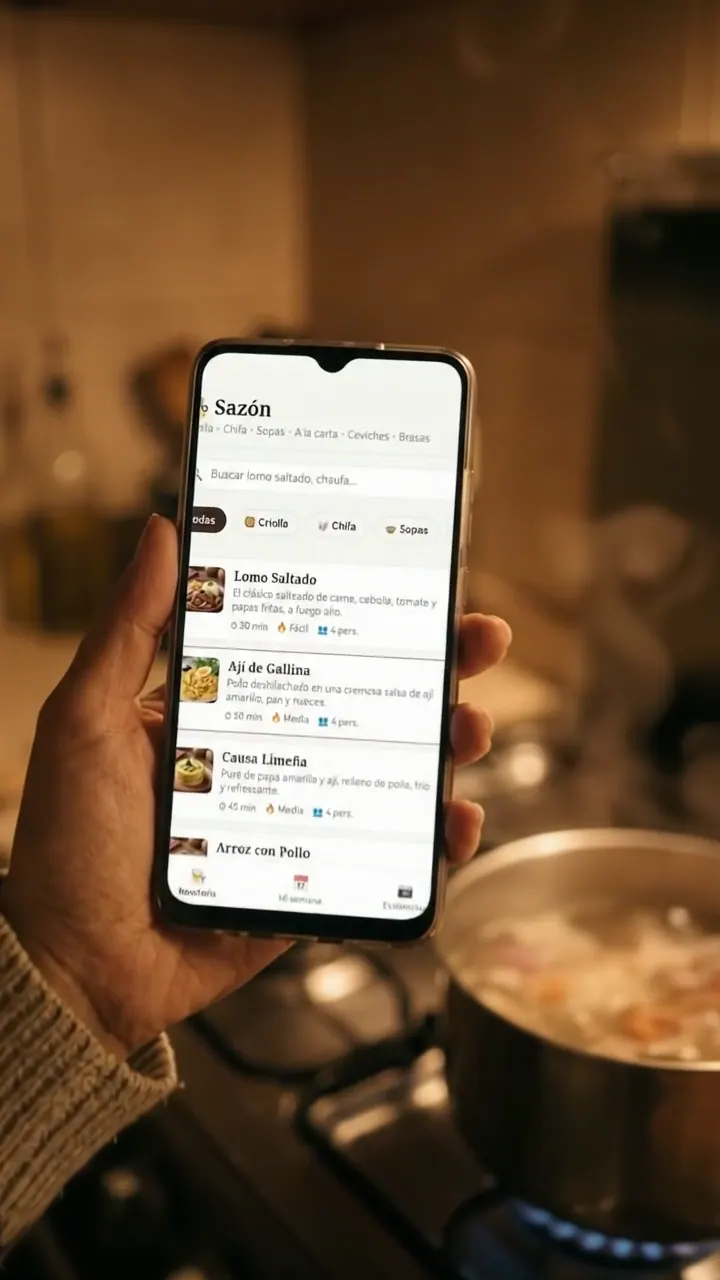 Sazón
Chifa · Sopas · A la carta · Ceviches · Brasas
Buscar lomo saltado, chaufa...
odas
Criolla
Chifa
Sopas
Lomo Saltado
El clásico salteado de carne, cebolla, tomate y
papas fritas, a fuego alto.
30 min Fácil 4 pers.
Ají de Gallina
Pollo deshilachado en una cremosa salsa de ají
amarillo, pan y nueces.
50 min Media 4 pers.
Causa Limeña
Puré de papa amarilla y ají, relleno de pollo, frío
y refrescante.
45 min Media 4 pers.
Arroz con Pollo
17
Mi semana